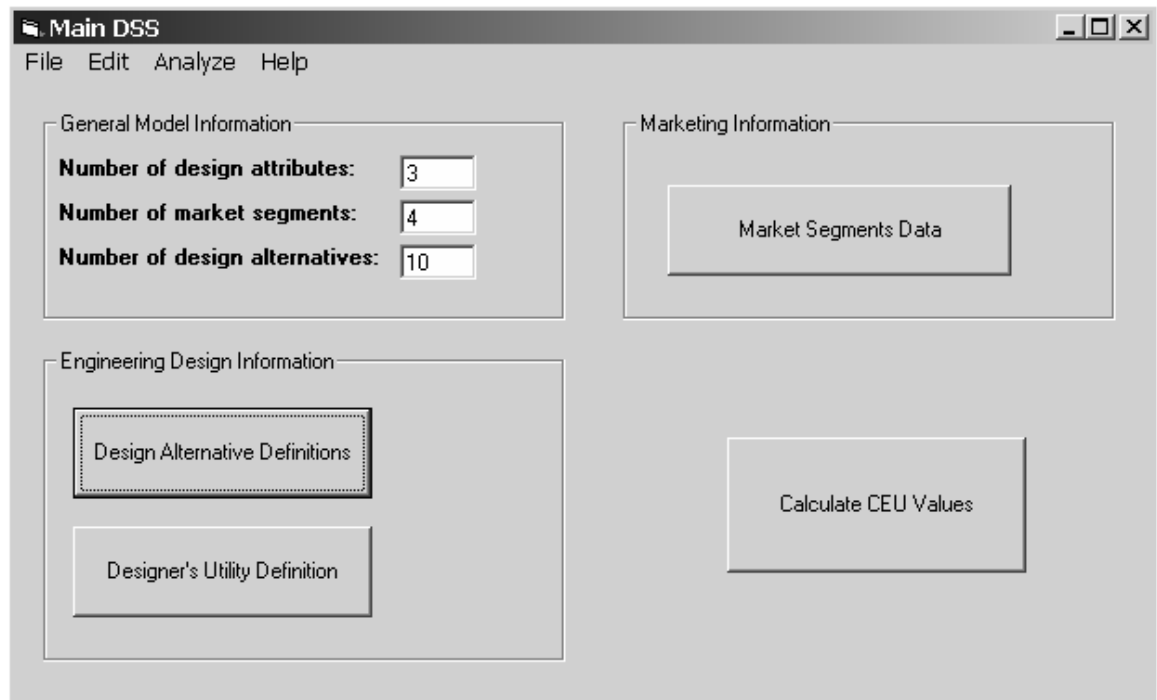 Main DSS
File Edit Analyze Help
General Model Information
Number of design attributes: 3
Number of market segments: 4
Number of design alternatives: 10
Marketing Information
Market Segments Data
Engineering Design Information
Design Alternative Definitions
Designer's Utility Definition
Calculate CEU Values